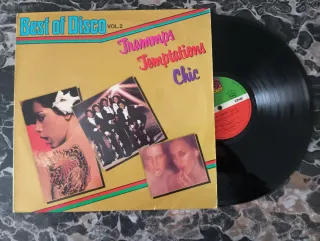 Best of Disco VOL.2
Trammps
Temptations
Chic